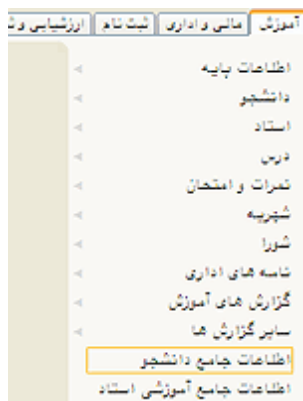 آموزش مالی و اداری ثبت نام ارزشیابی و
اطلاعات پایه
دانشجو
استاد
درس
نمرات و امتحان
شهریه
شورا
نامه های اداری
گزارش های آموزش
سایر گزارش ها
اطلاعات جامع دانشجو
اطلاعات جامع آموزشی استاد